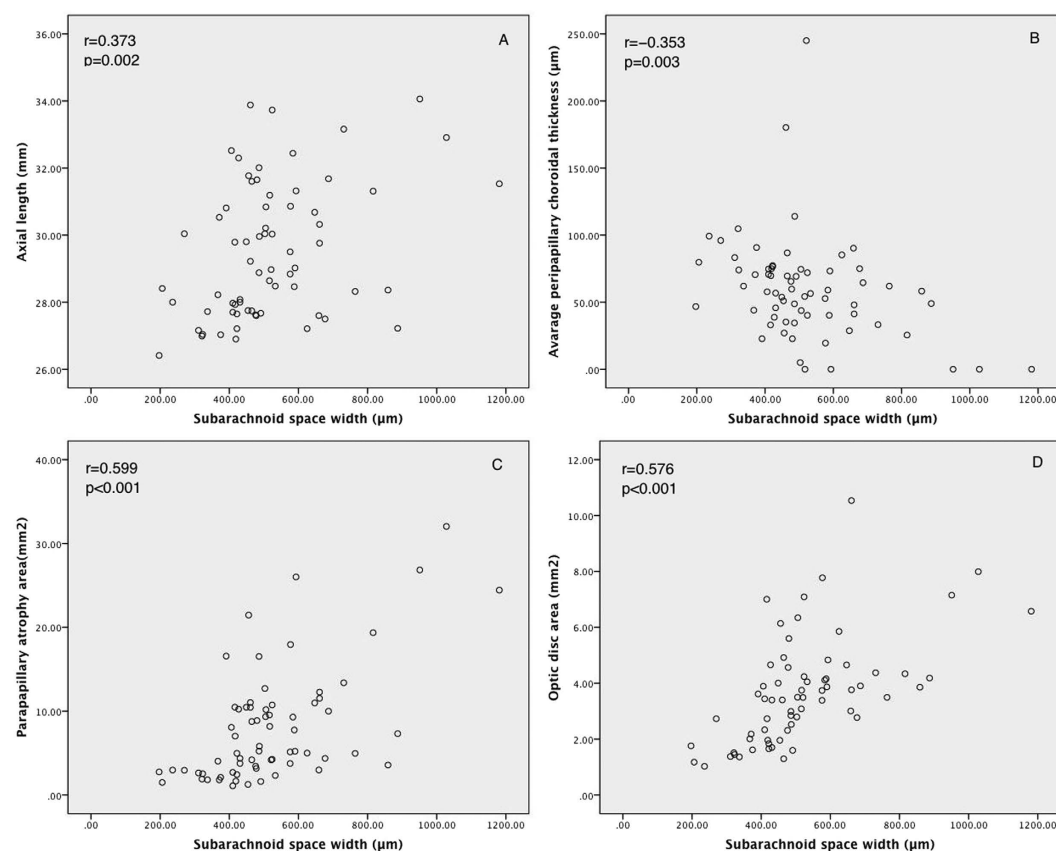 r=0.373
p=0.002
A
36.00
34.00
32.00
30.00
28.00
26.00
Axial length (mm)
.00 200.00 400.00 600.00 800.00 1000.00 1200.00
Subarachnoid space width (μm)
r=−0.353
p=0.003
B
250.00
200.00
150.00
100.00
50.00
.00
Avarage peripapillary choroidal thickness (μm)
.00 200.00 400.00 600.00 800.00 1000.00 1200.00
Subarachnoid space width (μm)
r=0.599
p<0.001
C
40.00
30.00
20.00
10.00
.00
Parapapillary atrophy area(mm2)
.00 200.00 400.00 600.00 800.00 1000.00 1200.00
Subarachnoid space width (μm)
r=0.576
p<0.001
D
12.00
10.00
8.00
6.00
4.00
2.00
.00
Optic disc area (mm2)
.00 200.00 400.00 600.00 800.00 1000.00 1200.00
Subarachnoid space width (μm)